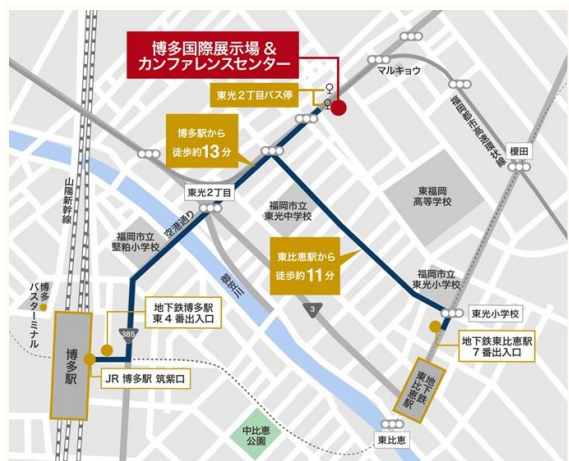 博多国際展示場 &
カンファレンスセンター
東光2丁目バス停
マルキョウ
福岡都市高速環状線
榎田
博多駅から
徒歩約13分
山陽新幹線
東光2丁目
空港通り
福岡市立
東光中学校
東福岡
高等学校
福岡市立
堅粕小学校
東比恵駅から
徒歩約11分
福岡市立
東光小学校
御笠川
3
東光小学校
博多
バスターミナル
地下鉄博多駅
東4番出入口
385
地下鉄東比恵駅
7番出入口
博多駅
JR 博多駅 筑紫口
地下鉄
東比恵駅
中比恵
公園
東比恵